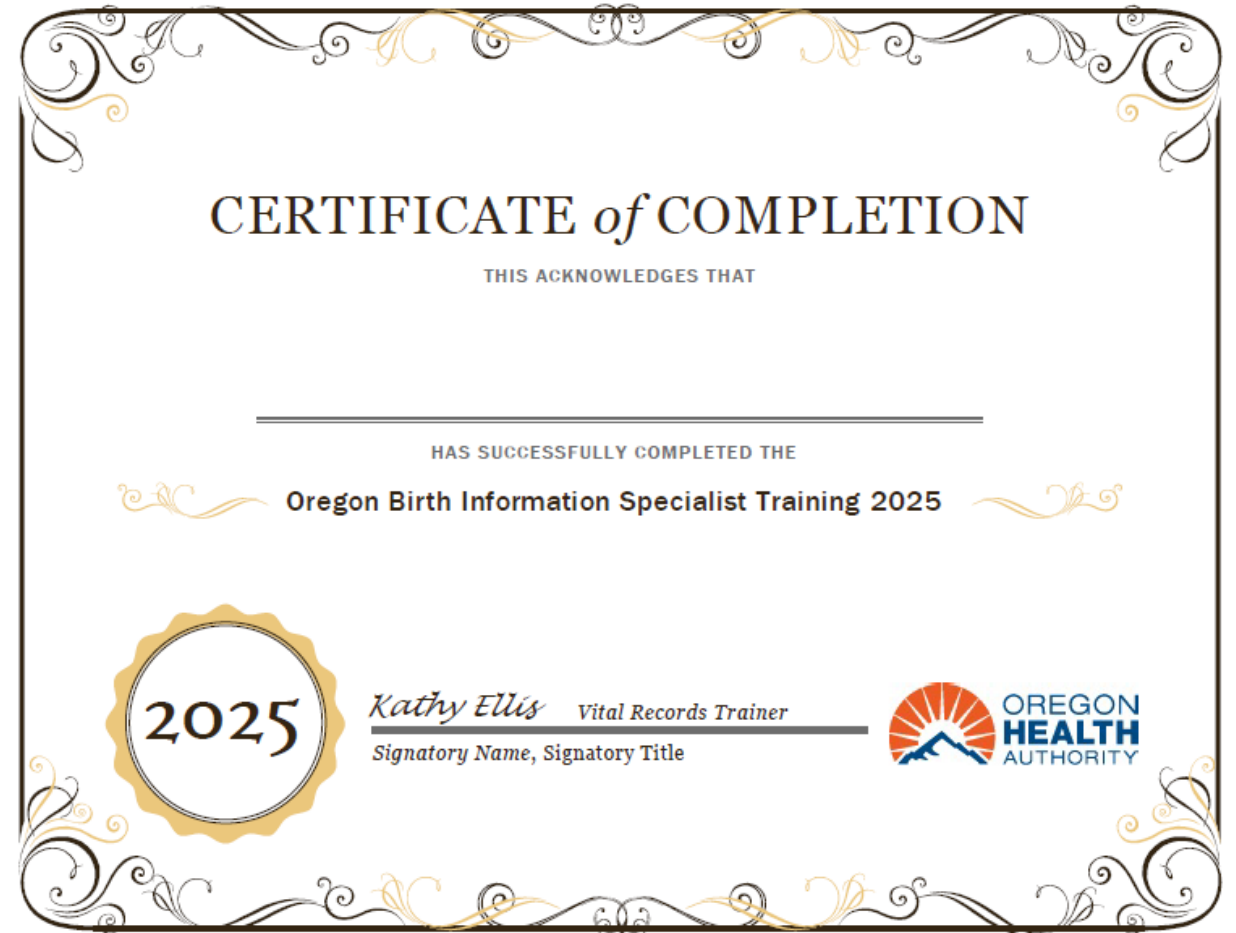 CERTIFICATE of COMPLETION
THIS ACKNOWLEDGES THAT
HAS SUCCESSFULLY COMPLETED THE
Oregon Birth Information Specialist Training 2025
2025
Kathy Ellis Vital Records Trainer
Signatory Name, Signatory Title
OREGON
HEALTH
AUTHORITY